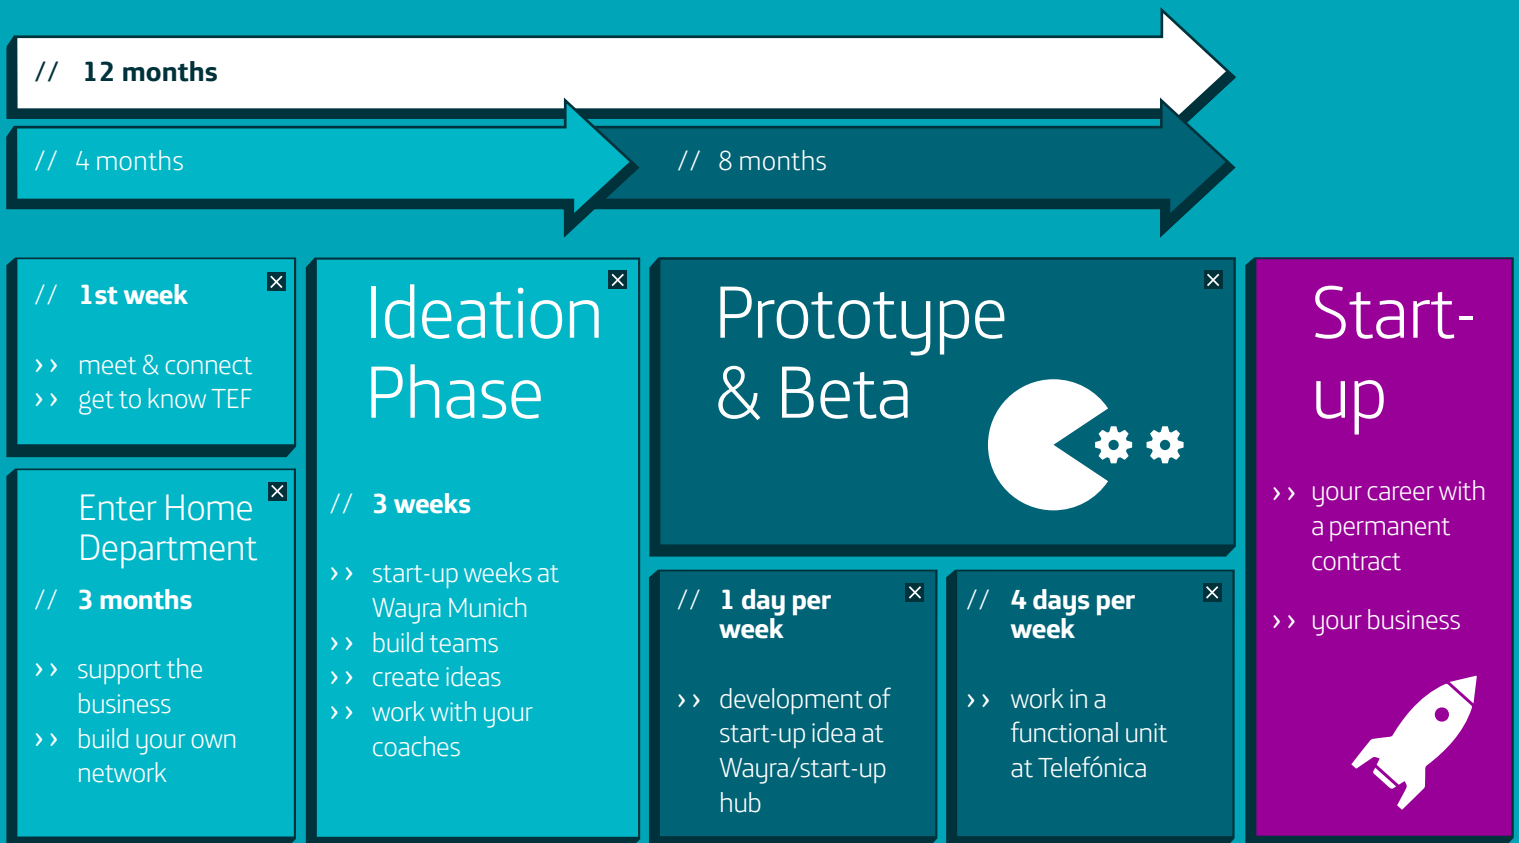 // 12 months
// 4 months
// 8 months
// 1st week
›› meet & connect
›› get to know TEF
Enter Home
Department
// 3 months
›› support the
business
›› build your own
network
Ideation
Phase
// 3 weeks
›› start-up weeks at
Wayra Munich
›› build teams
›› create ideas
›› work with your
coaches
Prototype
& Beta
// 1 day per
week
›› development of
start-up idea at
Wayra/start-up
hub
// 4 days per
week
›› work in a
functional unit
at Telefónica
Start-
up
›› your career with
a permanent
contract
›› your business